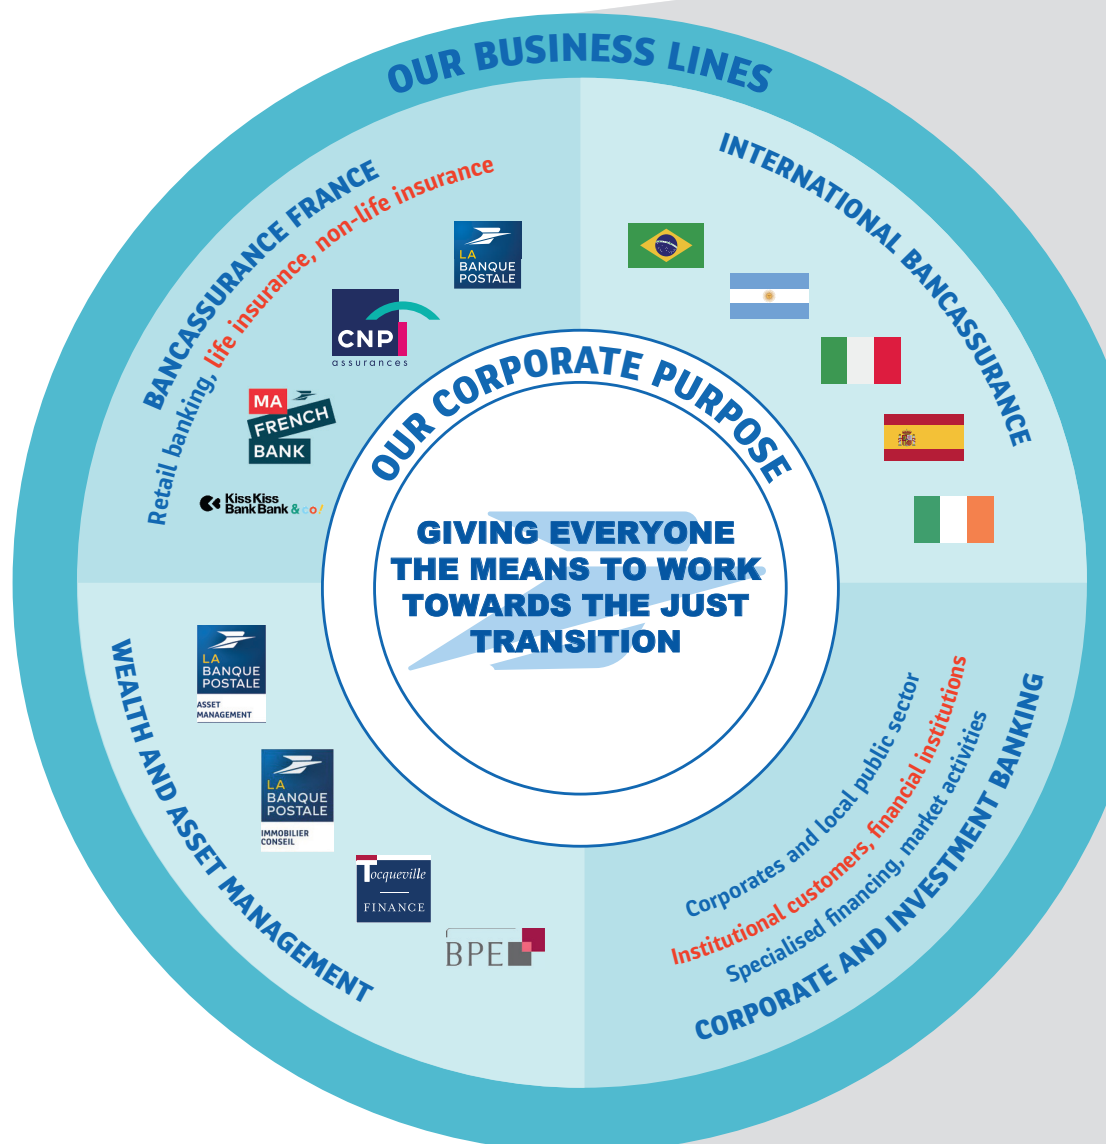 OUR BUSINESS LINES
BANCASSURANCE FRANCE
Retail banking, life insurance, non-life insurance
LA
BANQUE
POSTALE
CNP
assurances
MA
FRENCH
BANK
KissKiss
BankBank & co!
INTERNATIONAL BANCASSURANCE
OUR CORPORATE PURPOSE
GIVING EVERYONE
THE MEANS TO WORK
TOWARDS THE JUST
TRANSITION
WEALTH AND ASSET MANAGEMENT
LA
BANQUE
POSTALE
ASSET
MANAGEMENT
LA
BANQUE
POSTALE
IMMOBILIER
CONSEIL
Tocqueville
FINANCE
BPE
Corporates and local public sector
Institutional customers, financial institutions
Specialised financing, market activities
CORPORATE AND INVESTMENT BANKING